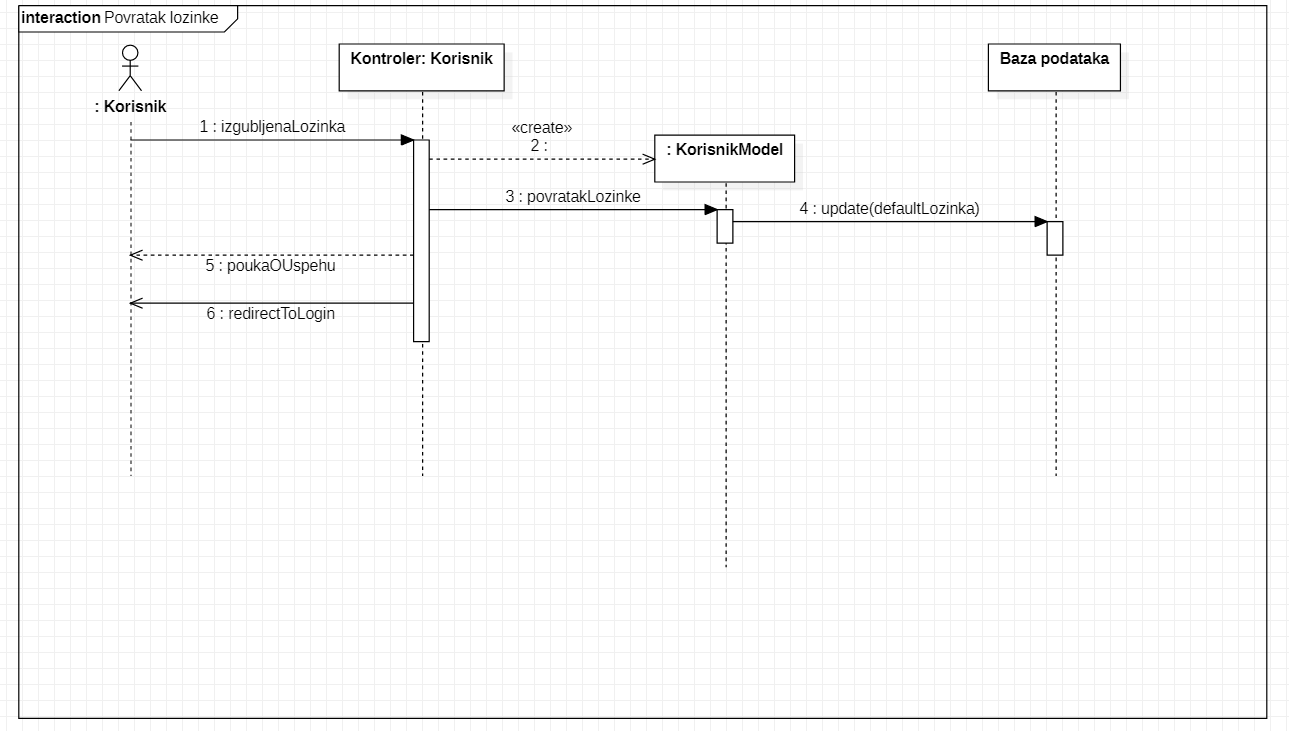 interaction Povratak lozinke
Kontroler: Korisnik
Baza podataka
: Korisnik
1 : izgubljenaLozinka
«create»
2 :
: KorisnikModel
3 : povratakLozinke
4 : update(defaultLozinka)
5 : poukaOUspehu
6 : redirectToLogin